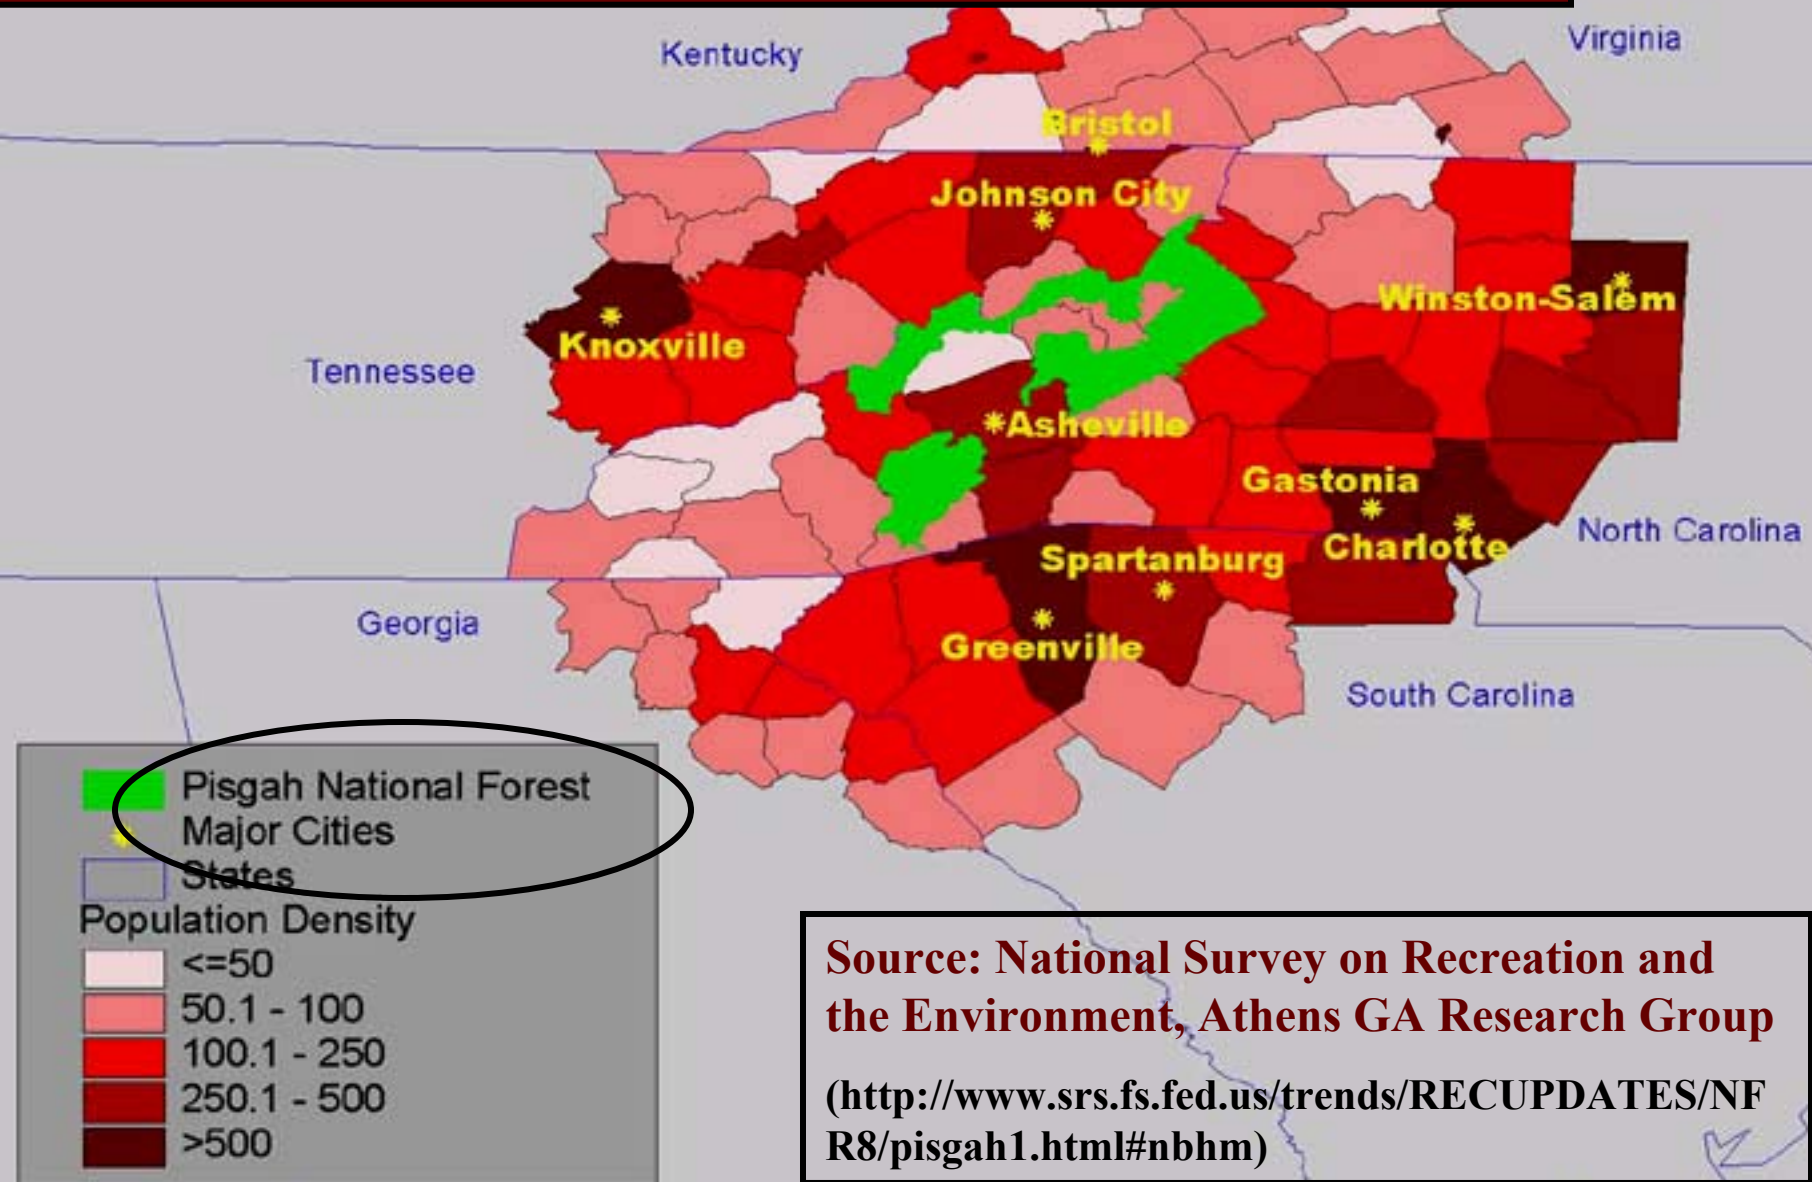 Kentucky
Virginia
Bristol
Johnson City
Winston-Salem
Knoxville
Tennessee
Asheville
Gastonia
North Carolina
Charlotte
Spartanburg
Georgia
Greenville
South Carolina
Pisgah National Forest
Major Cities
States
Population Density
<=50
50.1 - 100
100.1 - 250
250.1 - 500
>500
Source: National Survey on Recreation and
the Environment, Athens GA Research Group
(http://www.srs.fs.fed.us/trends/RECUPDATES/NF
R8/pisgah1.html#nbhm)